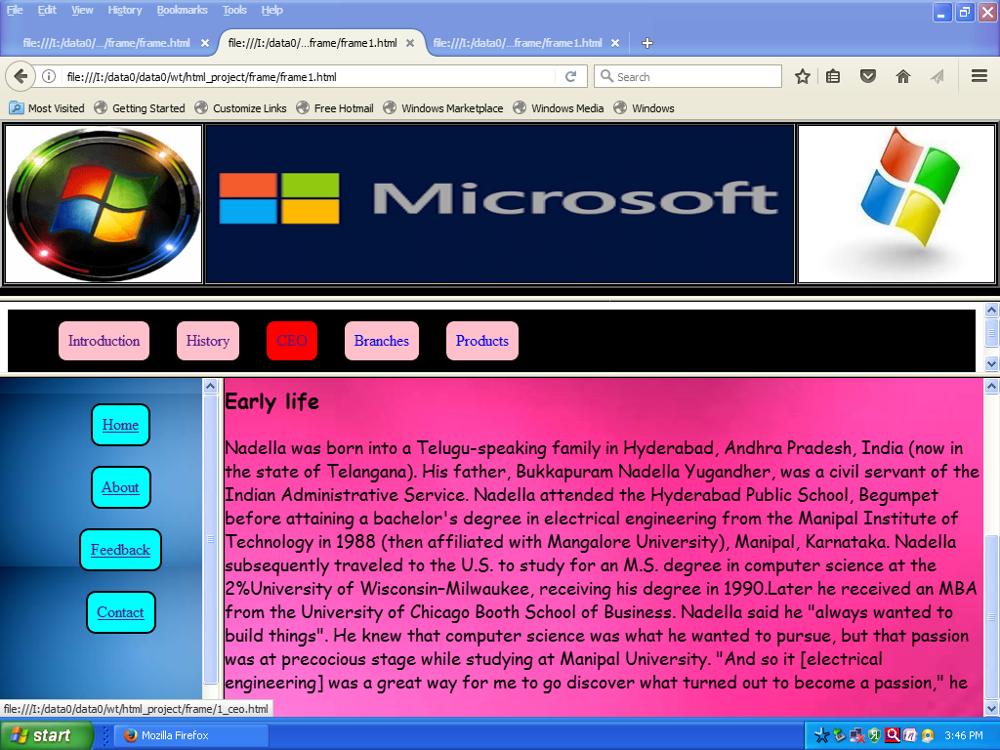 File Edit View History Bookmarks Tools Help
file:///I:/data0/.../frame/frame.html file:///I:/data0/...frame/frame1.html file:///I:/data0/...frame/frame1.html
file:///I:/data0/data0/wt/html_project/frame/frame1.html Search
Most Visited Getting Started Customize Links Free Hotmail Windows Marketplace Windows Media Windows
Microsoft
Introduction History CEO Branches Products
Home
About
Feedback
Contact
Early life
Nadella was born into a Telugu-speaking family in Hyderabad, Andhra Pradesh, India (now in
the state of Telangana). His father, Bukkapuram Nadella Yugandher, was a civil servant of the
Indian Administrative Service. Nadella attended the Hyderabad Public School, Begumpet
before attaining a bachelor's degree in electrical engineering from the Manipal Institute of
Technology in 1988 (then affiliated with Mangalore University), Manipal, Karnataka. Nadella
subsequently traveled to the U.S. to study for an M.S. degree in computer science at the
2%University of Wisconsin–Milwaukee, receiving his degree in 1990.Later he received an MBA
from the University of Chicago Booth School of Business. Nadella said he "always wanted to
build things". He knew that computer science was what he wanted to pursue, but that passion
was at precocious stage while studying at Manipal University. "And so it [electrical
engineering] was a great way for me to go discover what turned out to become a passion," he
file:///I:/data0/data0/wt/html_project/frame/1_ceo.html
start Mozilla Firefox 3:46 PM